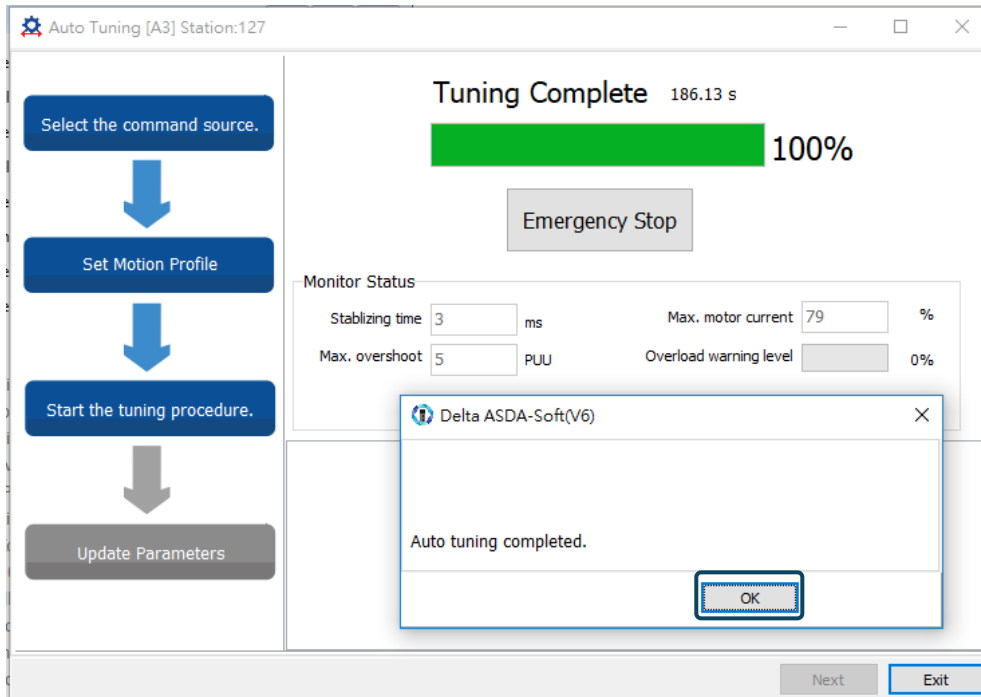 Auto Tuning [A3] Station:127
Select the command source.
Set Motion Profile
Start the tuning procedure.
Update Parameters
Tuning Complete 186.13 s
100%
Emergency Stop
Monitor Status
Stablizing time 3 ms
Max. motor current 79 %
Max. overshoot 5 PUU
Overload warning level 0%
Delta ASDA-Soft(V6)
Auto tuning completed.
OK
Next
Exit